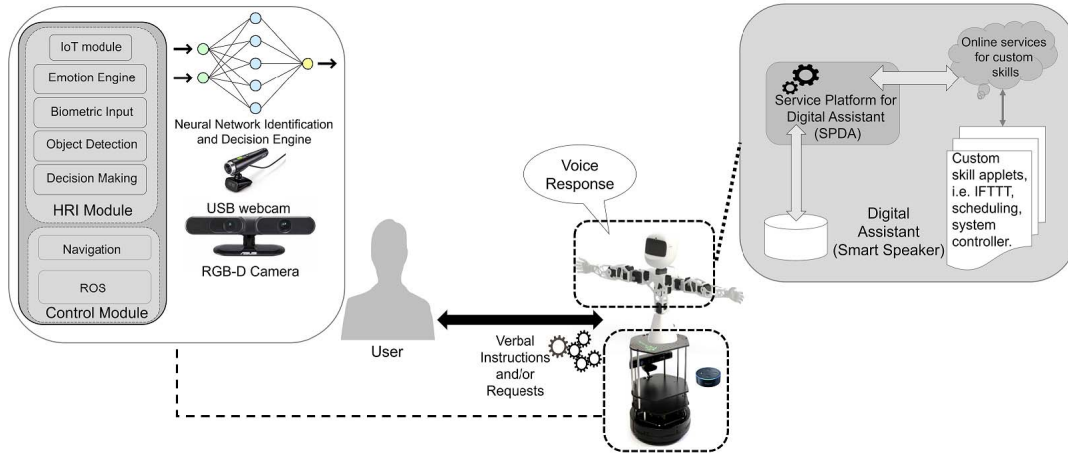 IoT module
Emotion Engine
Biometric Input
Object Detection
Decision Making
HRI Module
Navigation
ROS
Control Module
Neural Network Identification
and Decision Engine
USB webcam
ASUS
RGB-D Camera
User
Voice
Response
Verbal
Instructions
and/or
Requests
Service Platform for
Digital Assistant
(SPDA)
Online services
for custom
skills
Custom
skill applets,
i.e. IFTTT,
scheduling,
system
controller.
Digital
Assistant
(Smart Speaker)